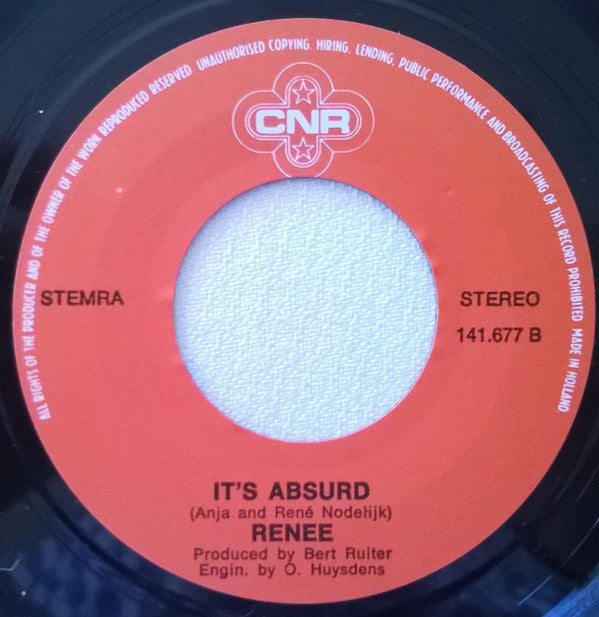 ALL RIGHTS OF THE PRODUCER AND OF THE OWNER OF THE WORK REPRODUCED RESERVED. UNAUTHORISED COPYING, HIRING, LENDING, PUBLIC PERFORMANCE AND BROADCASTING OF THIS RECORD PROHIBITED MADE IN HOLLAND
CNR
STEMRA
STEREO
141.677 B
IT'S ABSURD
(Anja and René Nodelijk)
RENEE
Produced by Bert Ruiter
Engin. by O. Huysdens